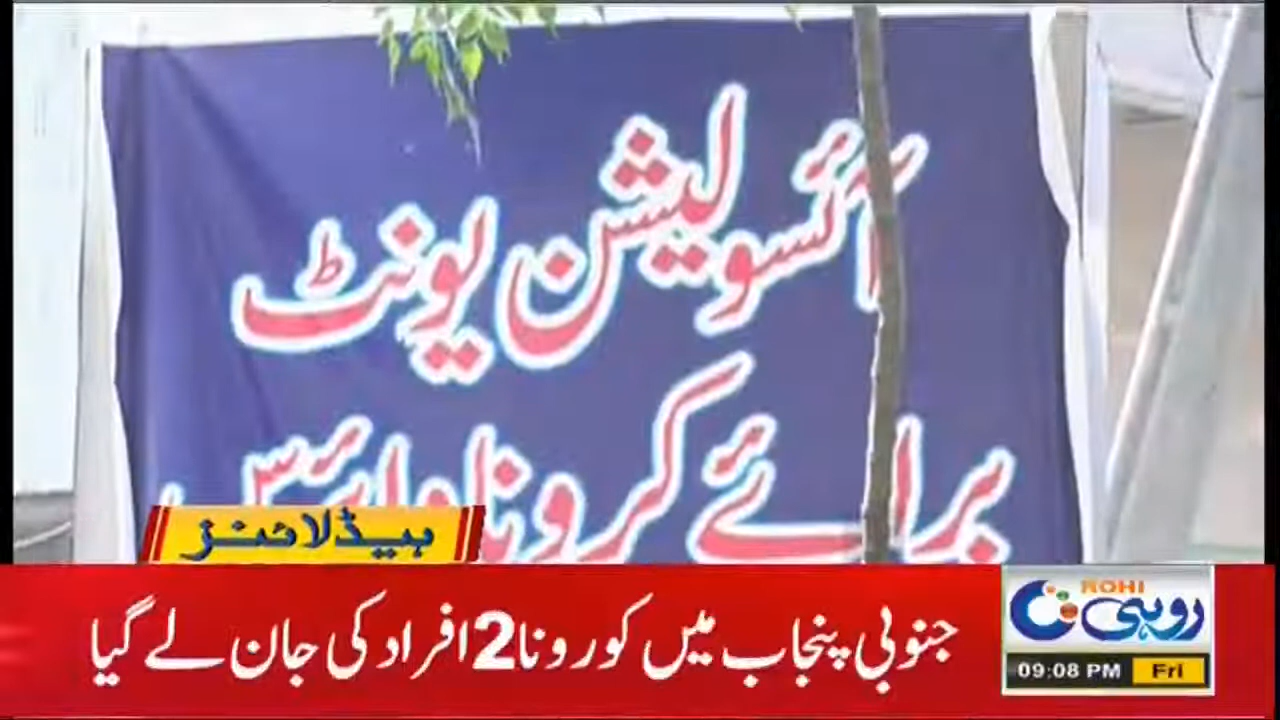 آئسولیشن یونٹ
برائے کرونا وائرس
ہیڈلائنز
جنوبی پنجاب میں کورونا 2 افراد کی جان لے گیا
ROHI
روہی
09:08 PM Fri